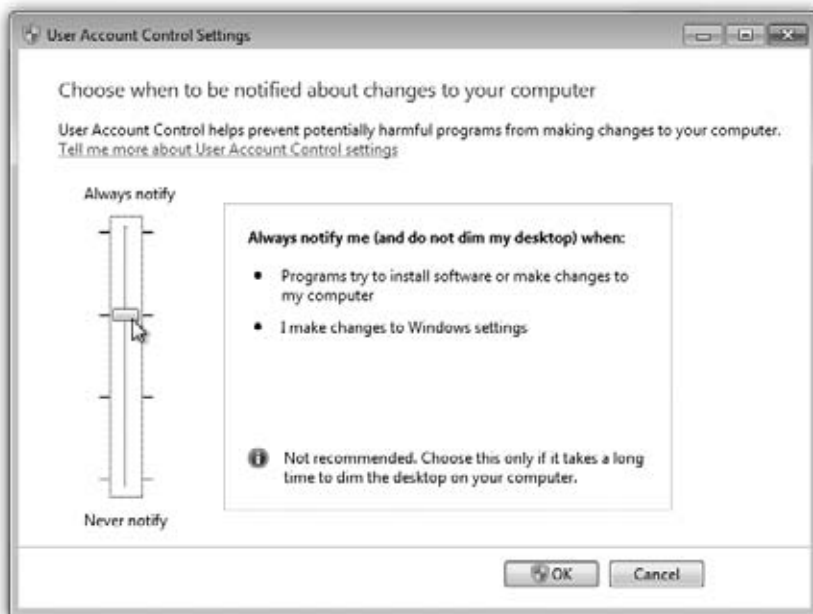 User Account Control Settings
Choose when to be notified about changes to your computer
User Account Control helps prevent potentially harmful programs from making changes to your computer.
Tell me more about User Account Control settings
Always notify
Always notify me (and do not dim my desktop) when:
• Programs try to install software or make changes to
my computer
• I make changes to Windows settings
Not recommended. Choose this only if it takes a long
time to dim the desktop on your computer.
Never notify
OK
Cancel